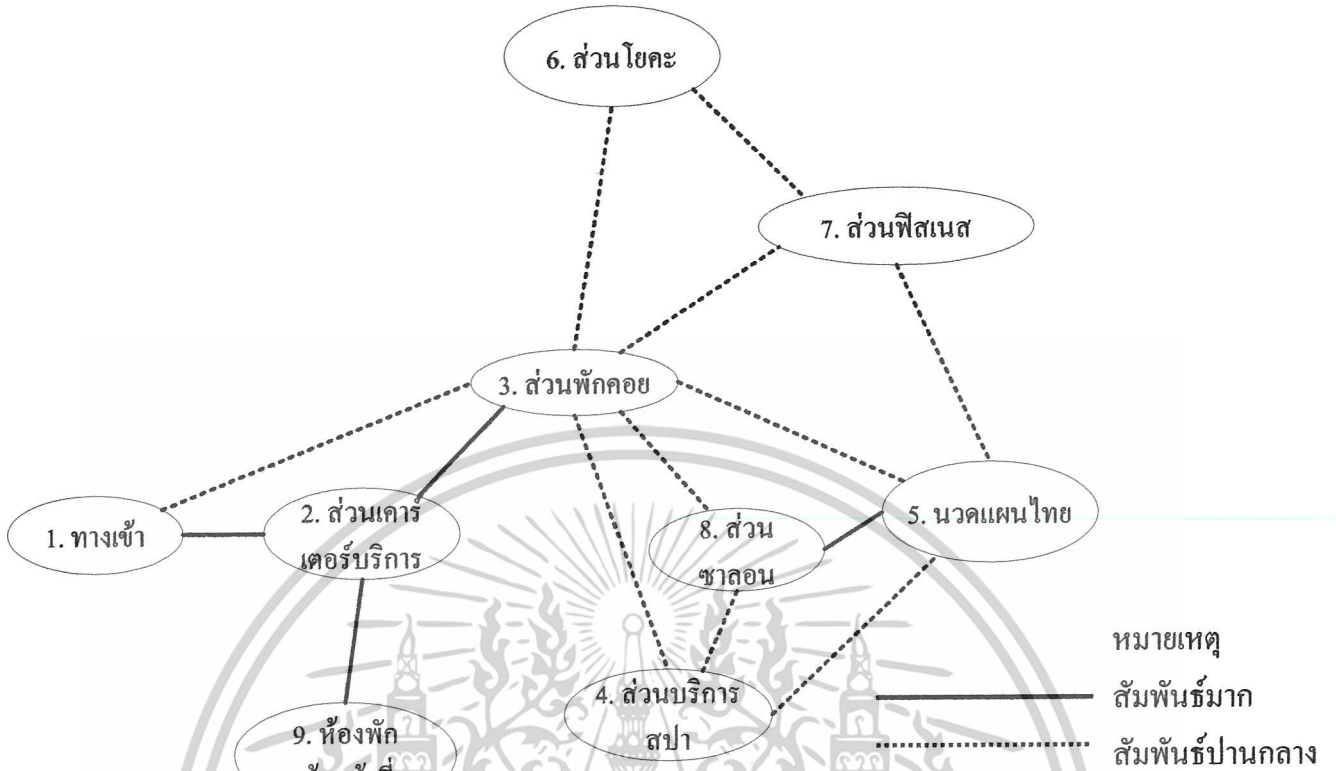 6. ส่วนโยคะ
7. ส่วนฟิสเนส
3. ส่วนพักคอย
1. ทางเข้า
2. ส่วนเคาร์
เตอร์บริการ
8. ส่วน
ซาลอน
5. นวดแผนไทย
4. ส่วนบริการ
สปา
9. ห้องพัก
หมายเหตุ
สัมพันธ์มาก
สัมพันธ์ปานกลาง